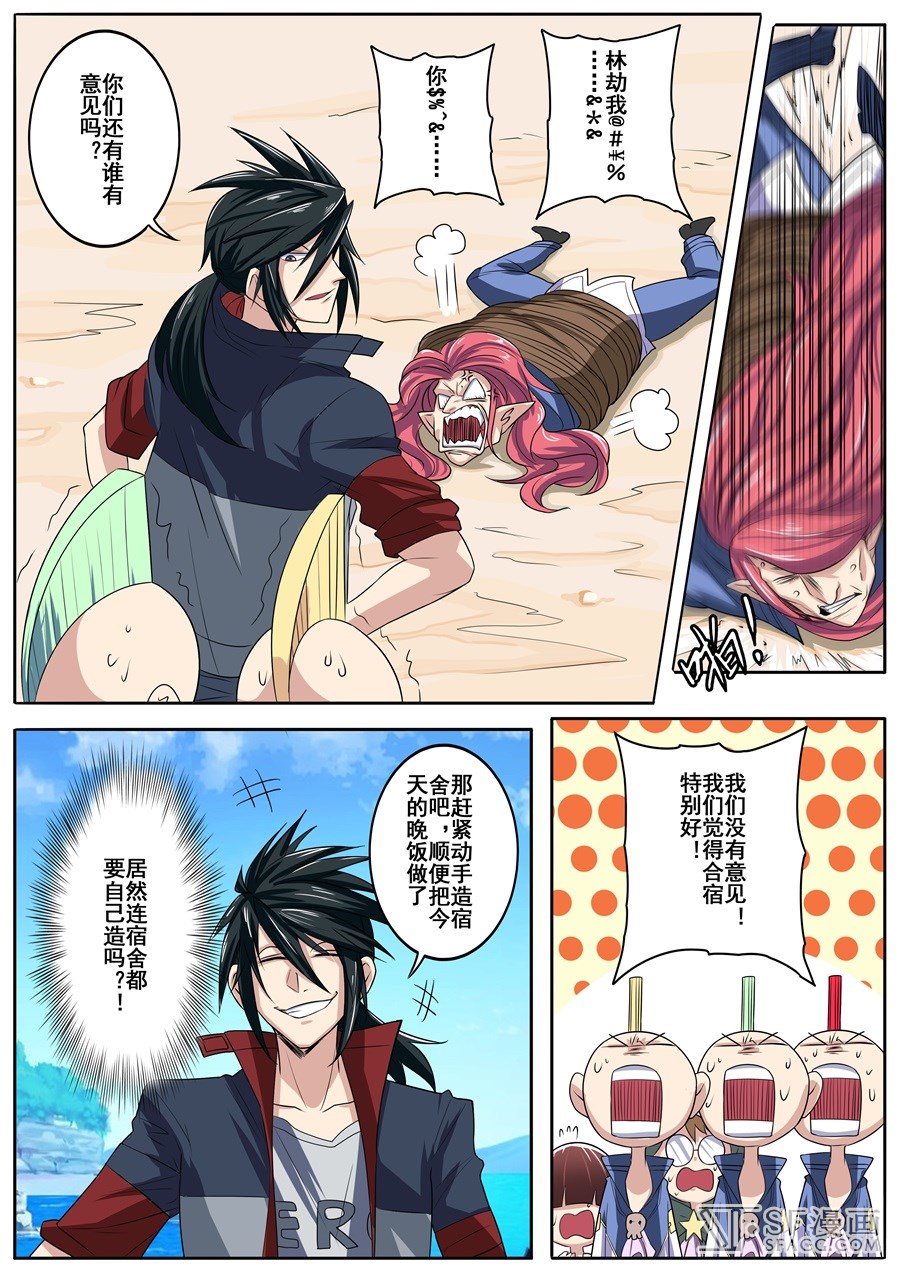 林劫我@#¥%
……&*&
你$%^&……
你们还有谁有
意见吗？
我们没有意见！
我们觉得合宿
特别好！
那赶紧动手造宿
舍吧，顺便把今
天的晚饭做了
居然连宿舍都
要自己造吗？！
SF漫画
SFACG.COM
HERO